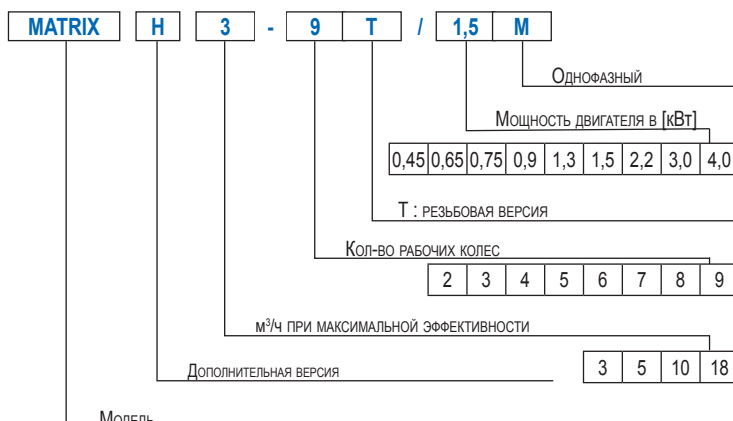 MATRIX H 3 - 9 T / 1,5 M
Однофазный
Мощность двигателя в [кВт]
0,45 0,65 0,75 0,9 1,3 1,5 2,2 3,0 4,0
T : резьбовая версия
Кол-во рабочих колес
2 3 4 5 6 7 8 9
м³/ч при максимальной эффективности
3 5 10 18
Дополнительная версия
Модель